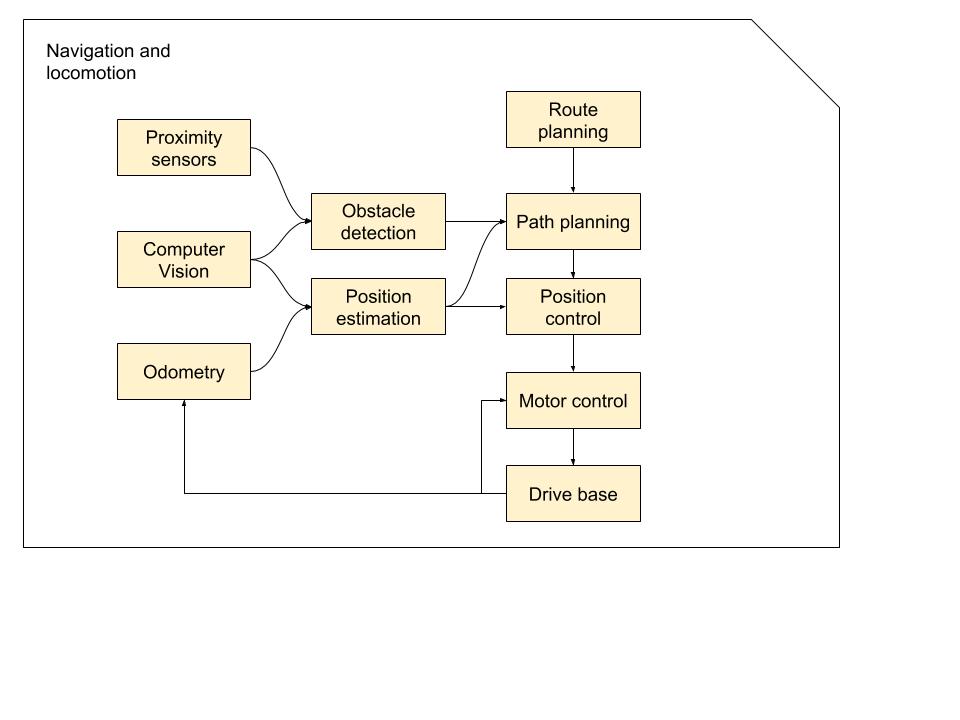 Navigation and
locomotion
Route
planning
Proximity
sensors
Obstacle
detection
Path planning
Computer
Vision
Position
estimation
Position
control
Odometry
Motor control
Drive base